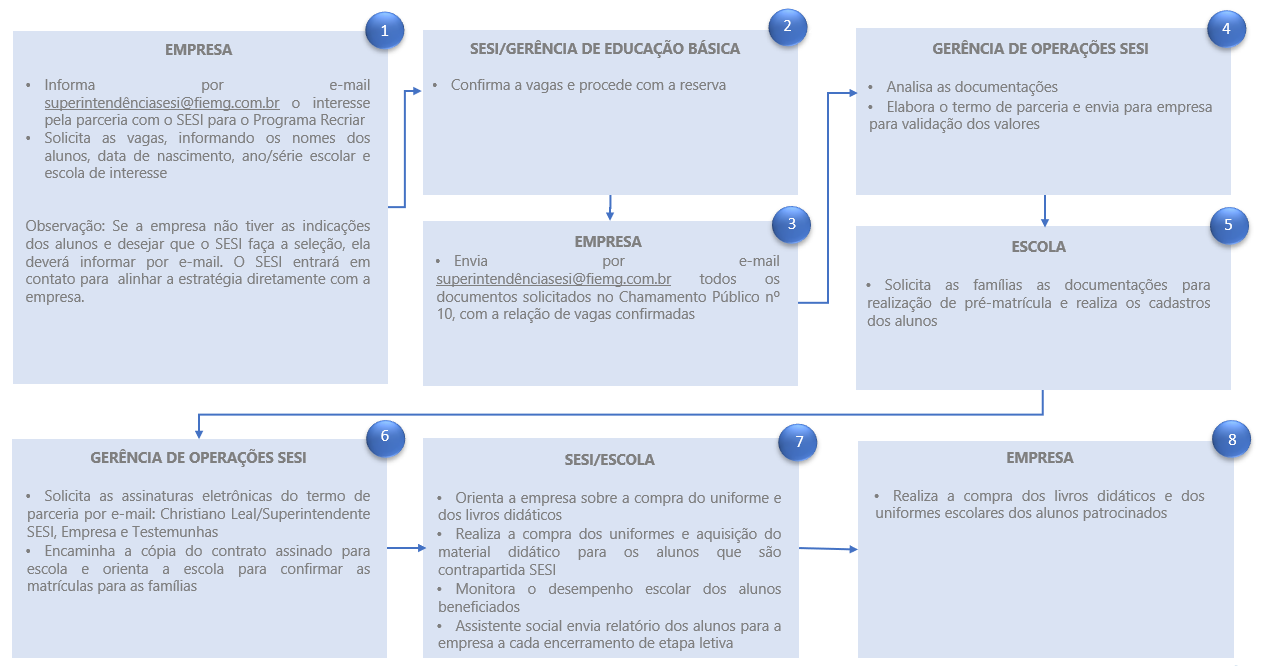 1
EMPRESA
• Informa por e-mail
superintendênciasesi@fiemg.com.br o interesse
pela parceria com o SESI para o Programa Recriar
• Solicita as vagas, informando os nomes dos
alunos, data de nascimento, ano/série escolar e
escola de interesse
Observação: Se a empresa não tiver as indicações
dos alunos e desejar que o SESI faça a seleção, ela
deverá informar por e-mail. O SESI entrará em
contato para alinhar a estratégia diretamente com a
empresa.
2
SESI/GERÊNCIA DE EDUCAÇÃO BÁSICA
• Confirma a vagas e procede com a reserva
3
EMPRESA
• Envia por e-mail
superintendênciasesi@fiemg.com.br todos os
documentos solicitados no Chamamento Público nº
10, com a relação de vagas confirmadas
4
GERÊNCIA DE OPERAÇÕES SESI
• Analisa as documentações
• Elabora o termo de parceria e envia para empresa
para validação dos valores
5
ESCOLA
• Solicita as famílias as documentações para
realização de pré-matrícula e realiza os cadastros
dos alunos
6
GERÊNCIA DE OPERAÇÕES SESI
• Solicita as assinaturas eletrônicas do termo de
parceria por e-mail: Christiano Leal/Superintendente
SESI, Empresa e Testemunhas
• Encaminha a cópia do contrato assinado para
escola e orienta a escola para confirmar as
matrículas para as famílias
7
SESI/ESCOLA
• Orienta a empresa sobre a compra do uniforme e
dos livros didáticos
• Realiza a compra dos uniformes e aquisição do
material didático para os alunos que são
contrapartida SESI
• Monitora o desempenho escolar dos alunos
beneficiados
• Assistente social envia relatório dos alunos para a
empresa a cada encerramento de etapa letiva
8
EMPRESA
• Realiza a compra dos livros didáticos e dos
uniformes escolares dos alunos patrocinados